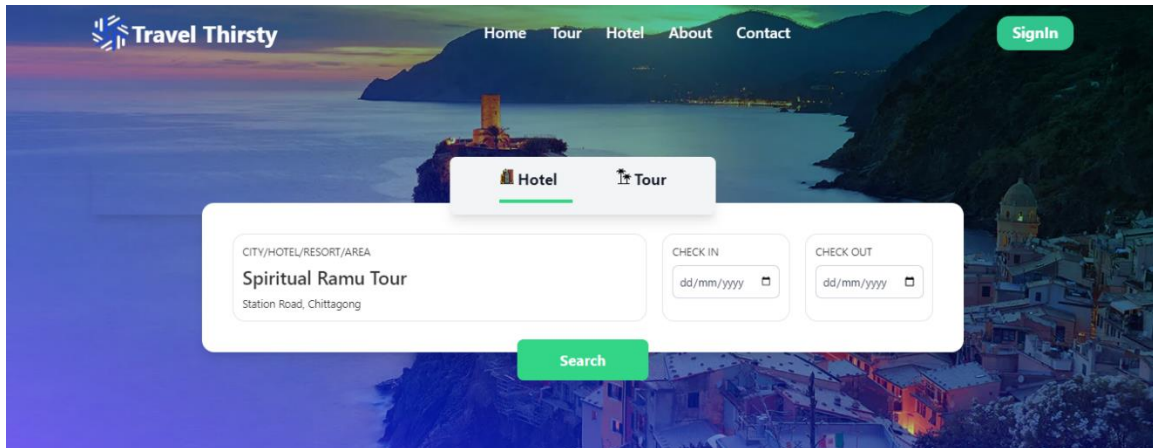 Travel Thirsty
Home Tour Hotel About Contact
SignIn
Hotel Tour
CITY/HOTEL/RESORT/AREA
Spiritual Ramu Tour
Station Road, Chittagong
CHECK IN
dd/mm/yyyy
CHECK OUT
dd/mm/yyyy
Search